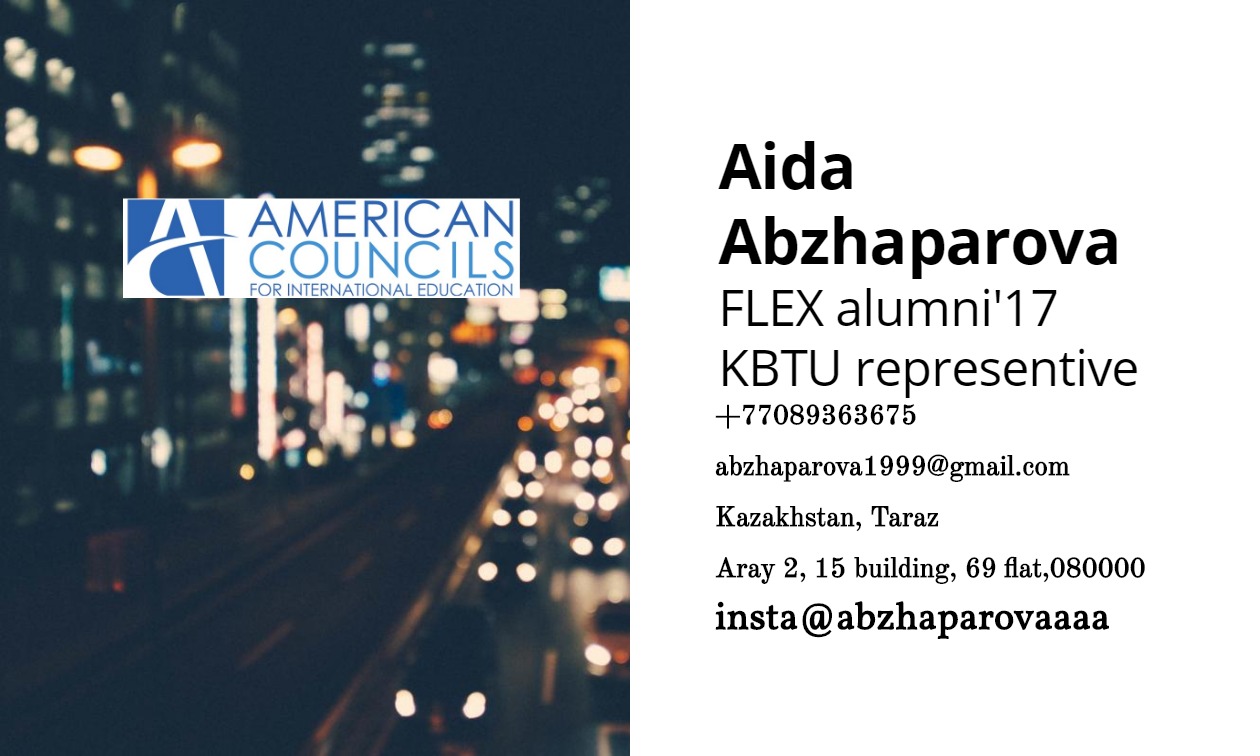 AMERICAN
COUNCILS
FOR INTERNATIONAL EDUCATION
Aida
Abzhaparova
FLEX alumni'17
KBTU representive
+77089363675
abzhaparova1999@gmail.com
Kazakhstan, Taraz
Aray 2, 15 building, 69 flat,080000
insta@abzhaparovaaaa